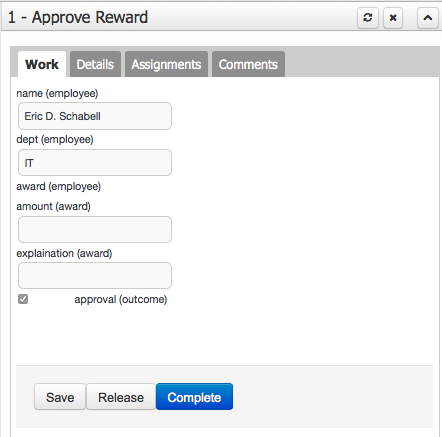 1 - Approve Reward
Work Details Assignments Comments
name (employee)
Eric D. Schabell
dept (employee)
IT
award (employee)
amount (award)
explaination (award)
approval (outcome)
Save Release Complete